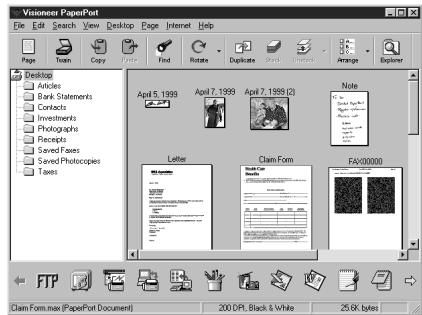 Visioneer PaperPort
File Edit Search View Desktop Page Internet Help
Page Twain Copy Paste Find Rotate Duplicate Stack Unstack Arrange Explorer
Desktop
Articles
Bank Statements
Contacts
Investments
Photographs
Receipts
Saved Faxes
Saved Photocopies
Taxes
April 5, 1999
April 7, 1999
April 7, 1999 (2)
Note
Letter
Claim Form
FAX00000
Health Care
Benefits
FTP
Claim Form.max (PaperPort Document)
200 DPI, Black & White
25.6K bytes